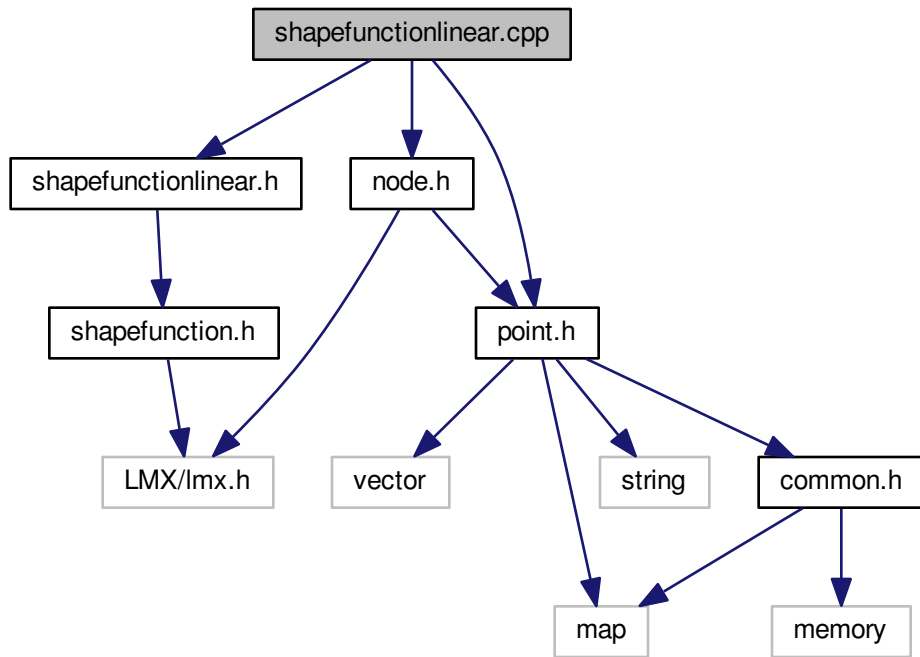 shapefunctionlinear.cpp
shapefunctionlinear.h
node.h
shapefunction.h
point.h
LMX/lmx.h
vector
string
common.h
map
memory